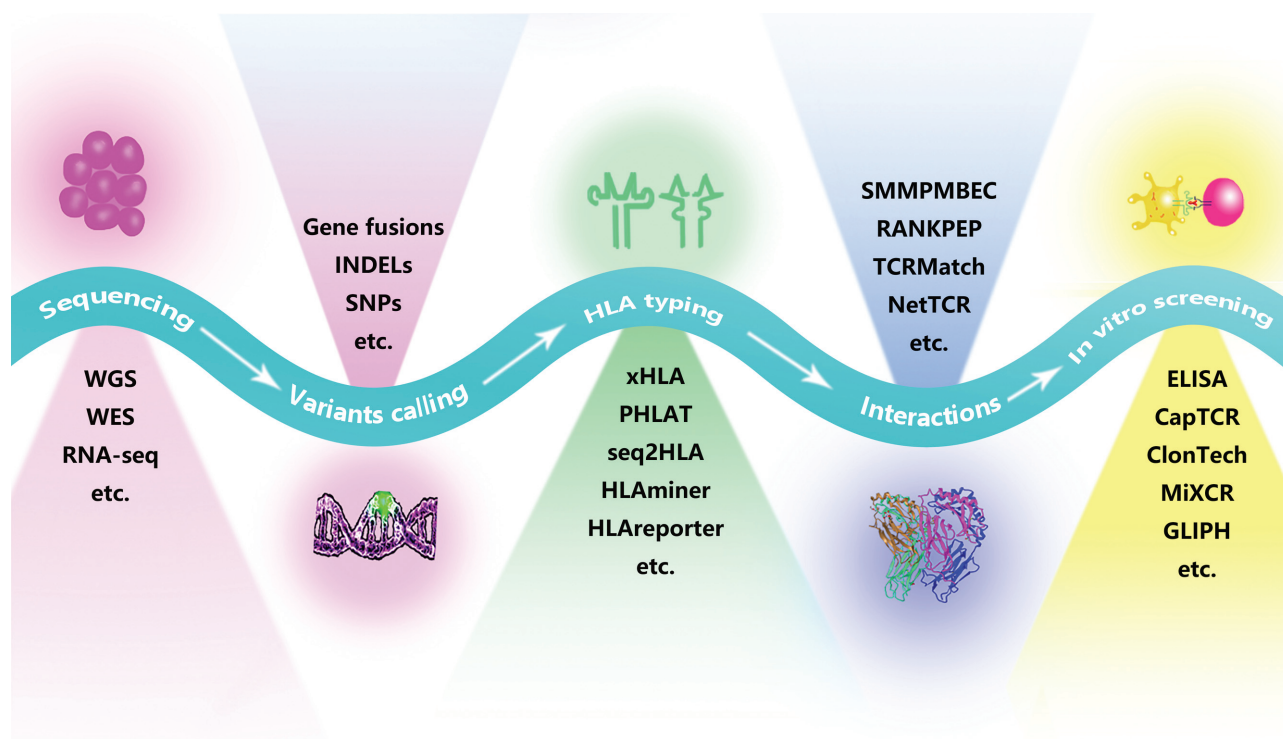 Sequencing
WGS
WES
RNA-seq
etc.
Gene fusions
INDELs
SNPs
etc.
Variants calling
HLA typing
xHLA
PHLAT
seq2HLA
HLAminer
HLAreporter
etc.
SMMPMBEC
RANKPEP
TCRMatch
NetTCR
etc.
Interactions
In vitro screening
ELISA
CapTCR
ClonTech
MiXCR
GLIPH
etc.